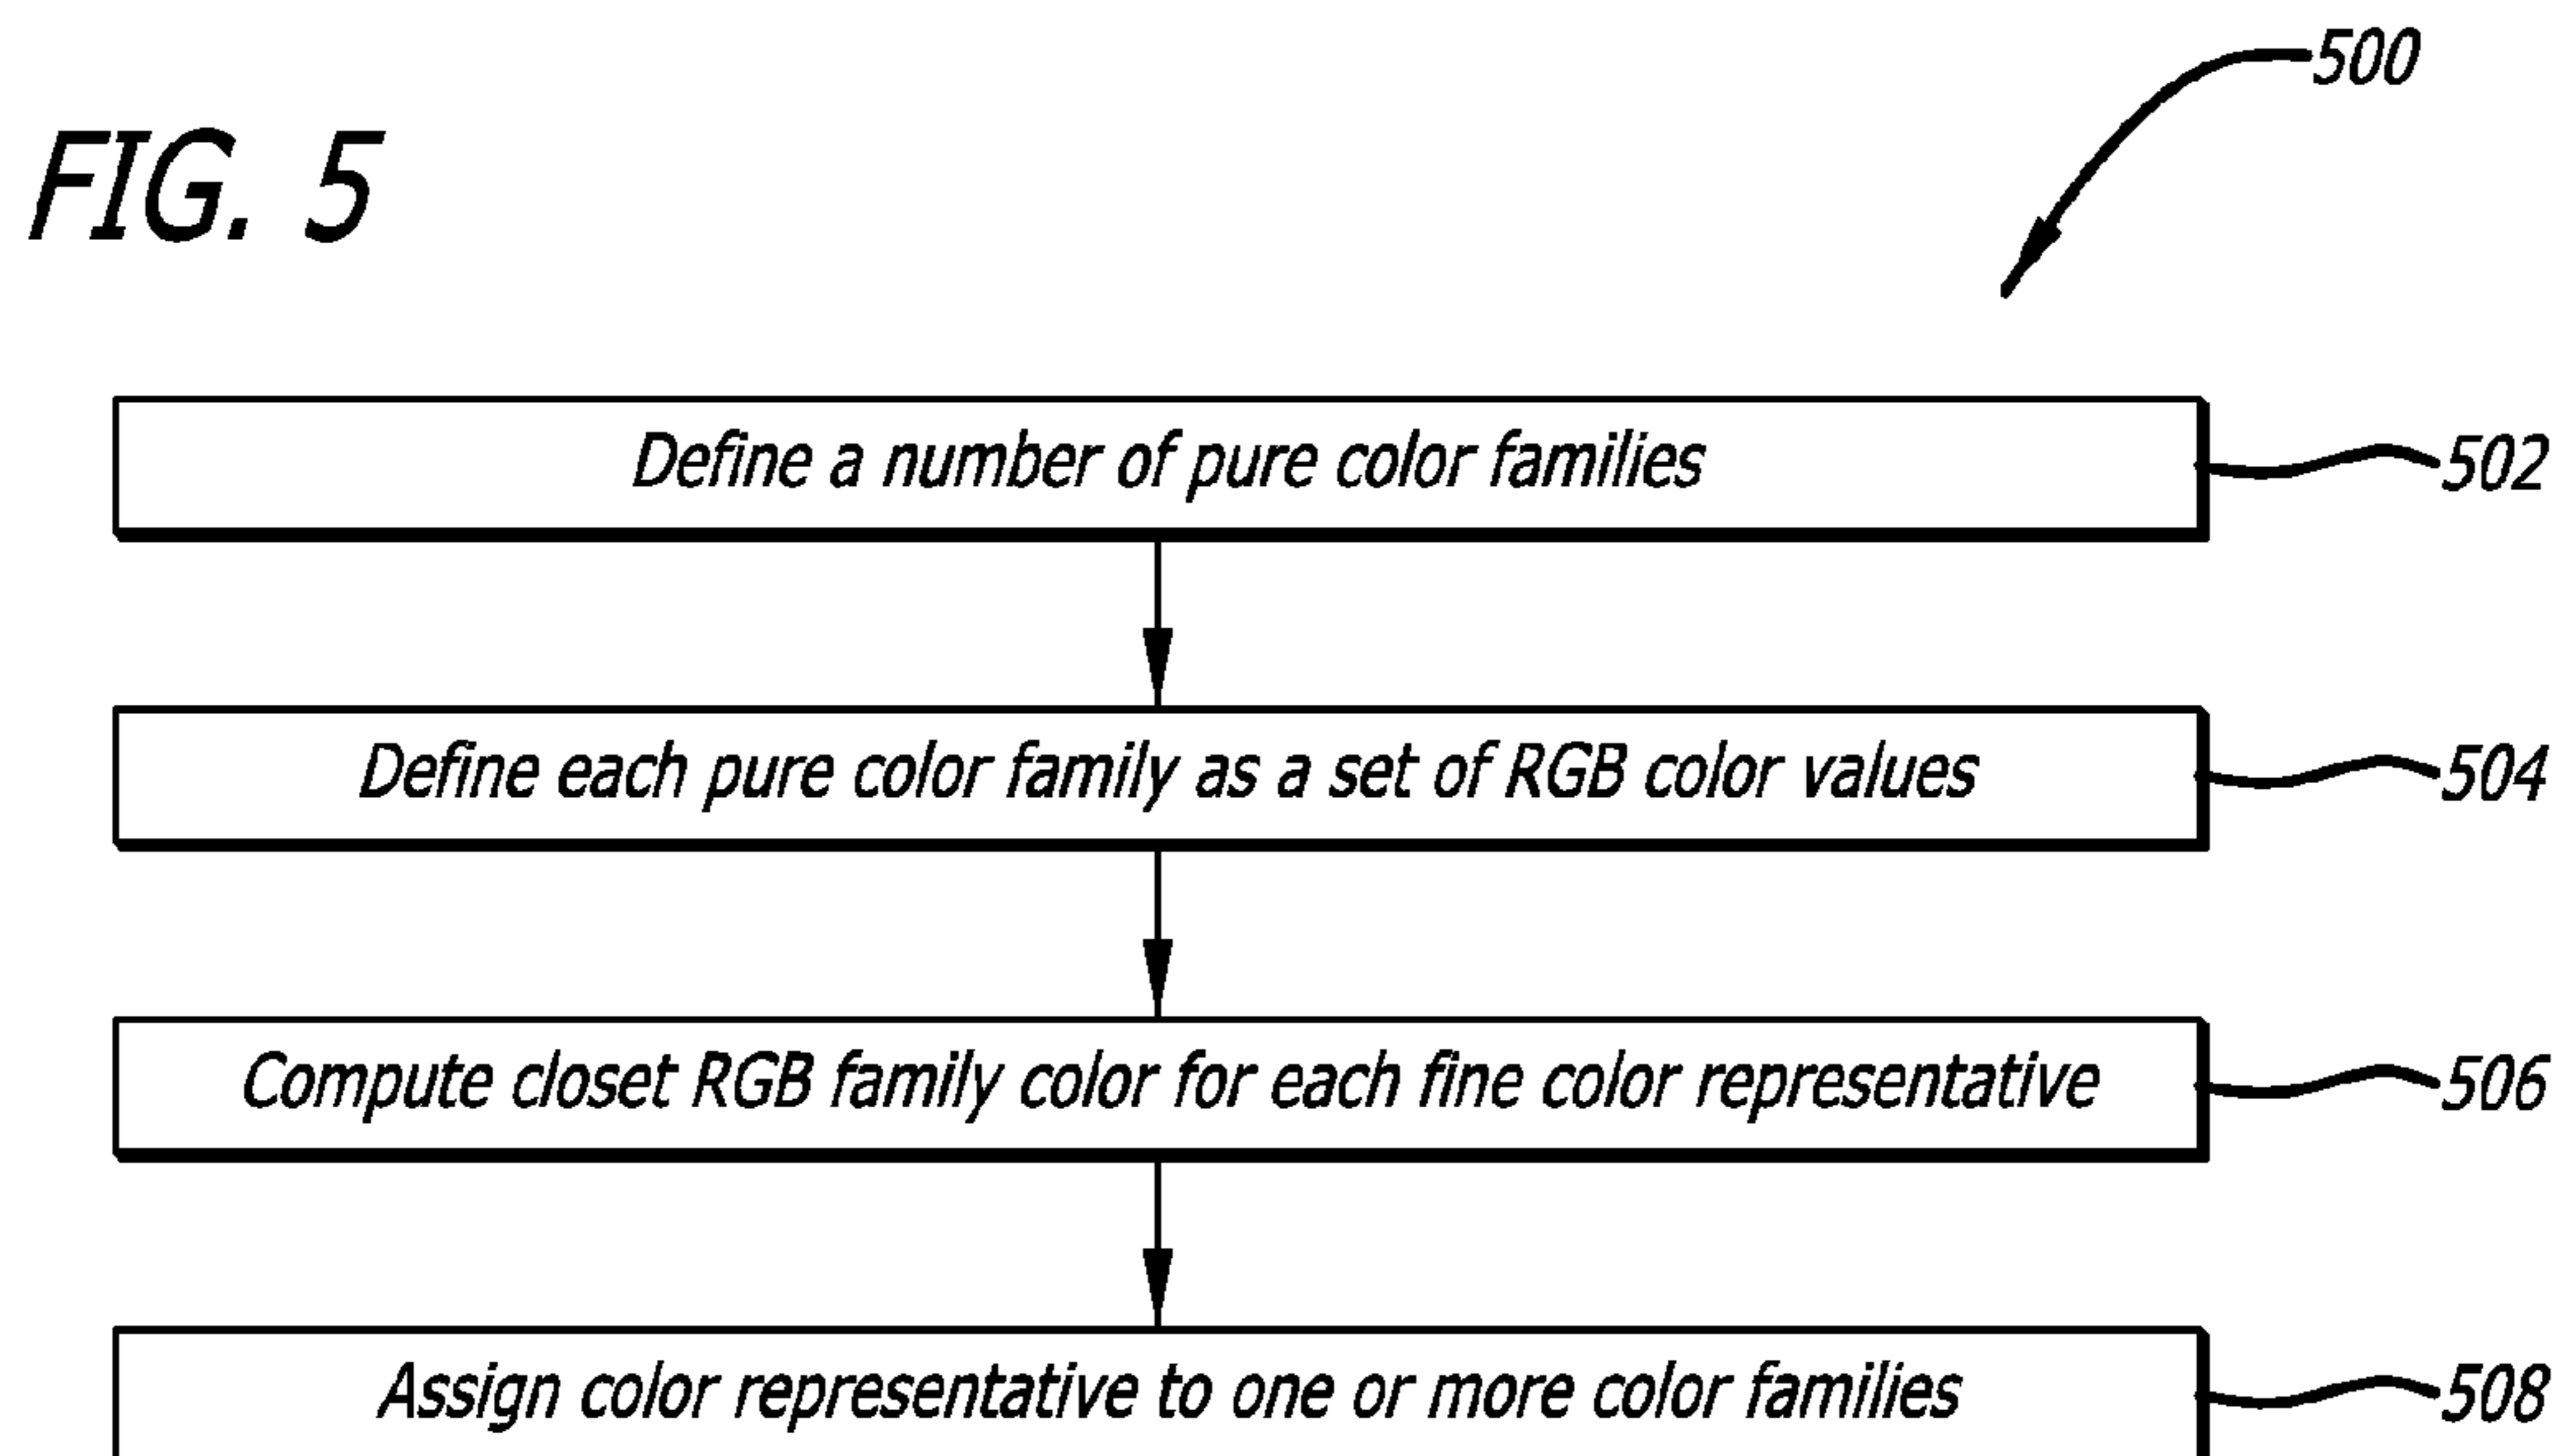 500
FIG. 5
Define a number of pure color families
502
Define each pure color family as a set of RGB color values
504
Compute closet RGB family color for each fine color representative
506
Assign color representative to one or more color families
508